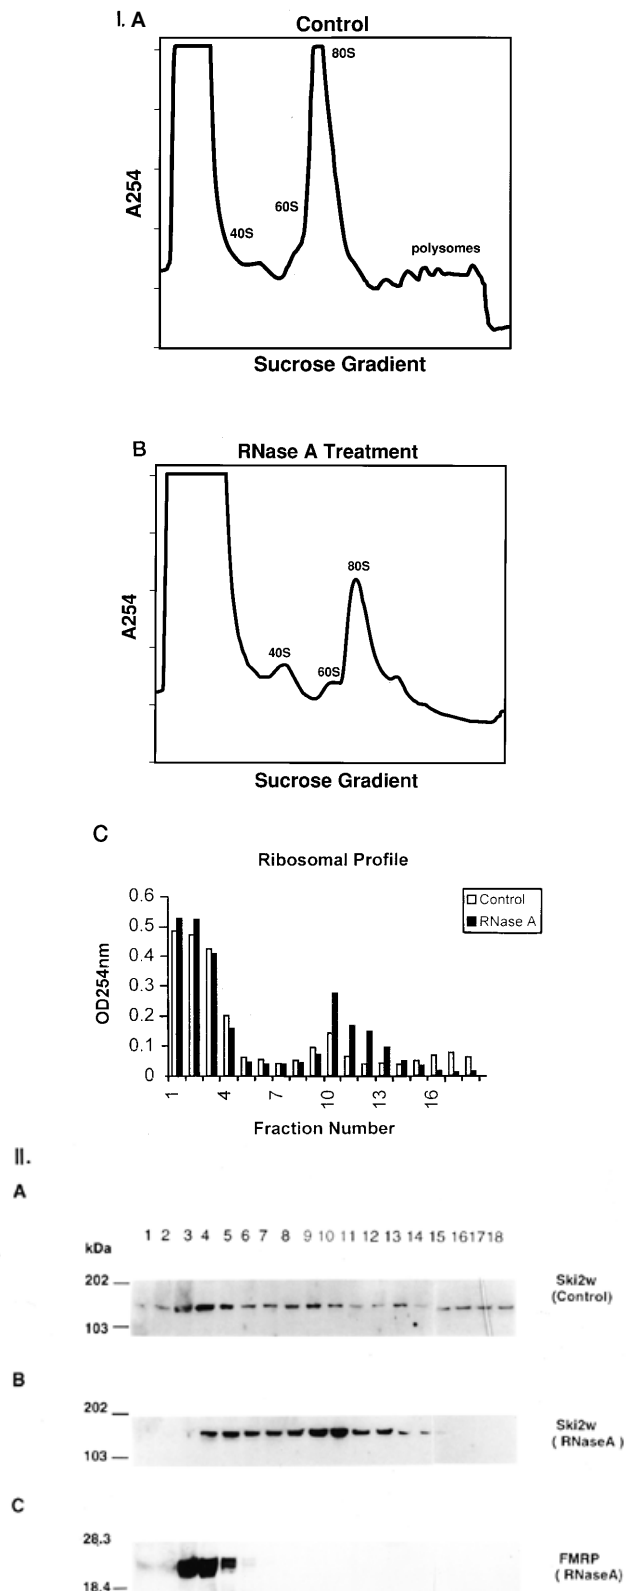 I. A
Control
80S
60S
40S
polysomes
A254
Sucrose Gradient
B
RNase A Treatment
80S
40S
60S
A254
Sucrose Gradient
C
Ribosomal Profile
Control
RNase A
0.6
0.5
0.4
0.3
0.2
0.1
0
OD254nm
1 4 7 10 13 16
Fraction Number
II.
A
1 2 3 4 5 6 7 8 9 10 11 12 13 14 15 16 17 18
kDa
202
103
Ski2w
(Control)
B
202
103
Ski2w
( RNaseA )
C
28.3
18.4
FMRP
( RNaseA)